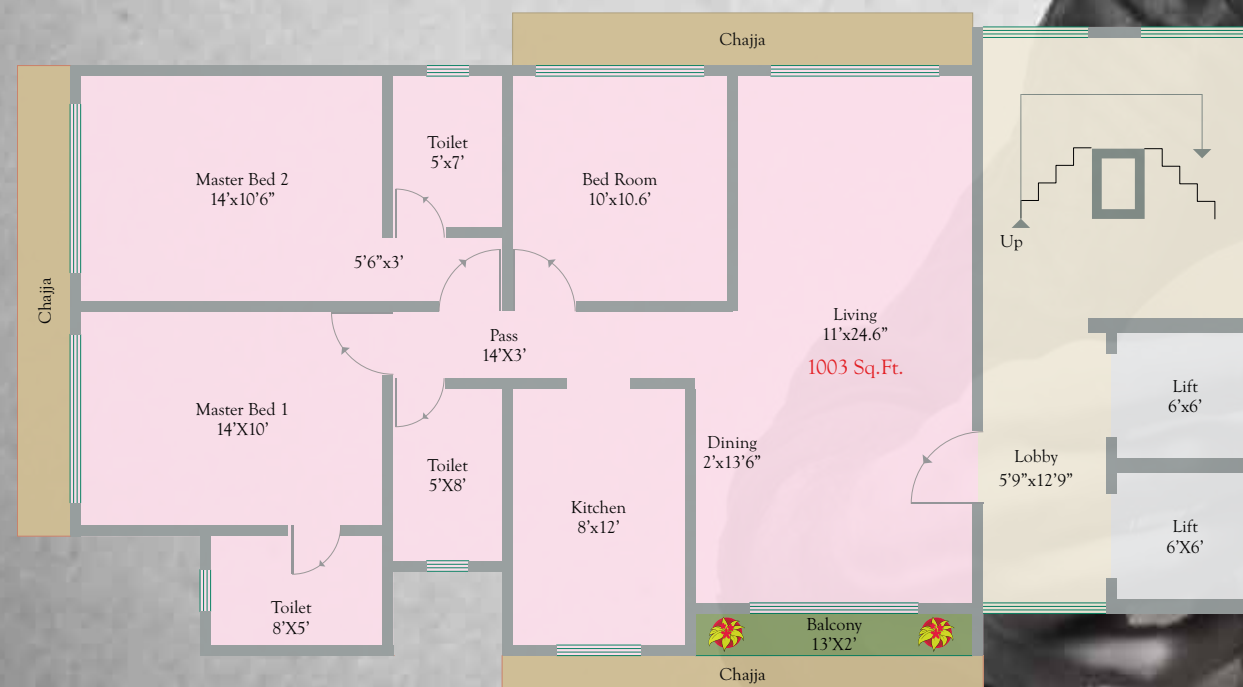 Chajja
Chajja
Toilet
5'x7'
Master Bed 2
14'x10'6”
Bed Room
10'x10.6'
5'6”x3'
Up
Living
11'x24.6”
1003 Sq.Ft.
Pass
14'X3'
Lift
6'x6'
Master Bed 1
14'X10'
Dining
2'x13'6”
Toilet
5'X8'
Lobby
5'9”x12'9”
Kitchen
8'x12'
Lift
6'X6'
Toilet
8'X5'
Balcony
13'X2'
Chajja